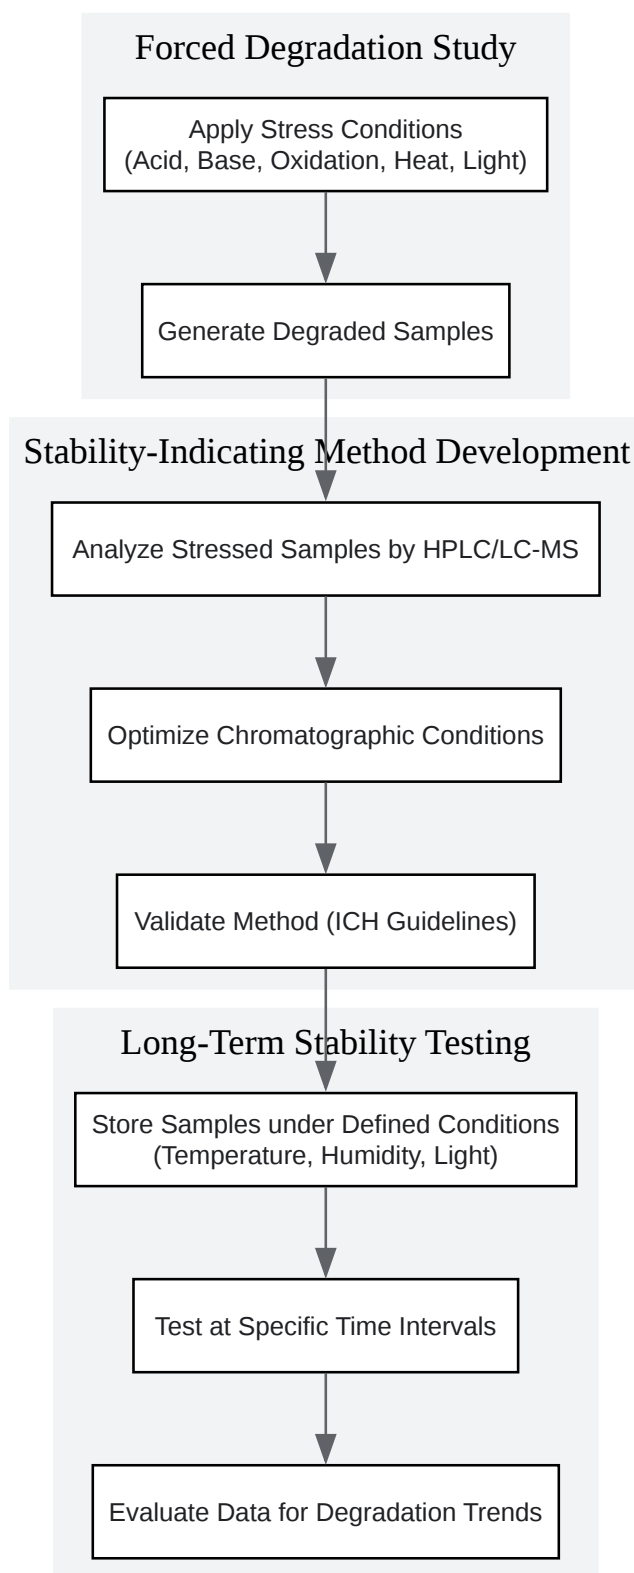 Forced Degradation Study
Apply Stress Conditions
(Acid, Base, Oxidation, Heat, Light)
Generate Degraded Samples
Stability-Indicating Method Development
Analyze Stressed Samples by HPLC/LC-MS
Optimize Chromatographic Conditions
Validate Method (ICH Guidelines)
Long-Term Stability Testing
Store Samples under Defined Conditions
(Temperature, Humidity, Light)
Test at Specific Time Intervals
Evaluate Data for Degradation Trends